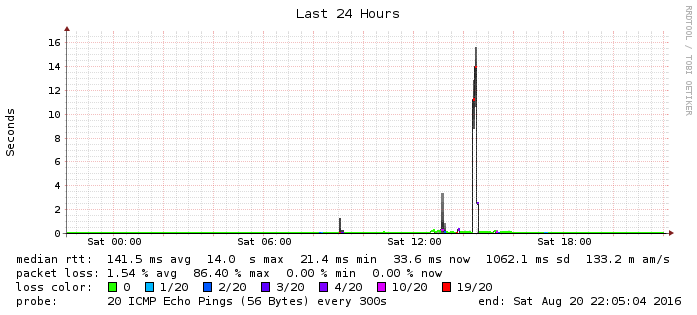 Last 24 Hours
RRDTOOL / TOBI OETIKER
Seconds
16
14
12
10
8
6
4
2
0
Sat 00:00 Sat 06:00 Sat 12:00 Sat 18:00
median rtt: 141.5 ms avg 14.0 s max 21.4 ms min 33.6 ms now 1062.1 ms sd 133.2 m am/s
packet loss: 1.54 % avg 86.40 % max 0.00 % min 0.00 % now
loss color: 0 1/20 2/20 3/20 4/20 10/20 19/20
probe: 20 ICMP Echo Pings (56 Bytes) every 300s end: Sat Aug 20 22:05:04 2016